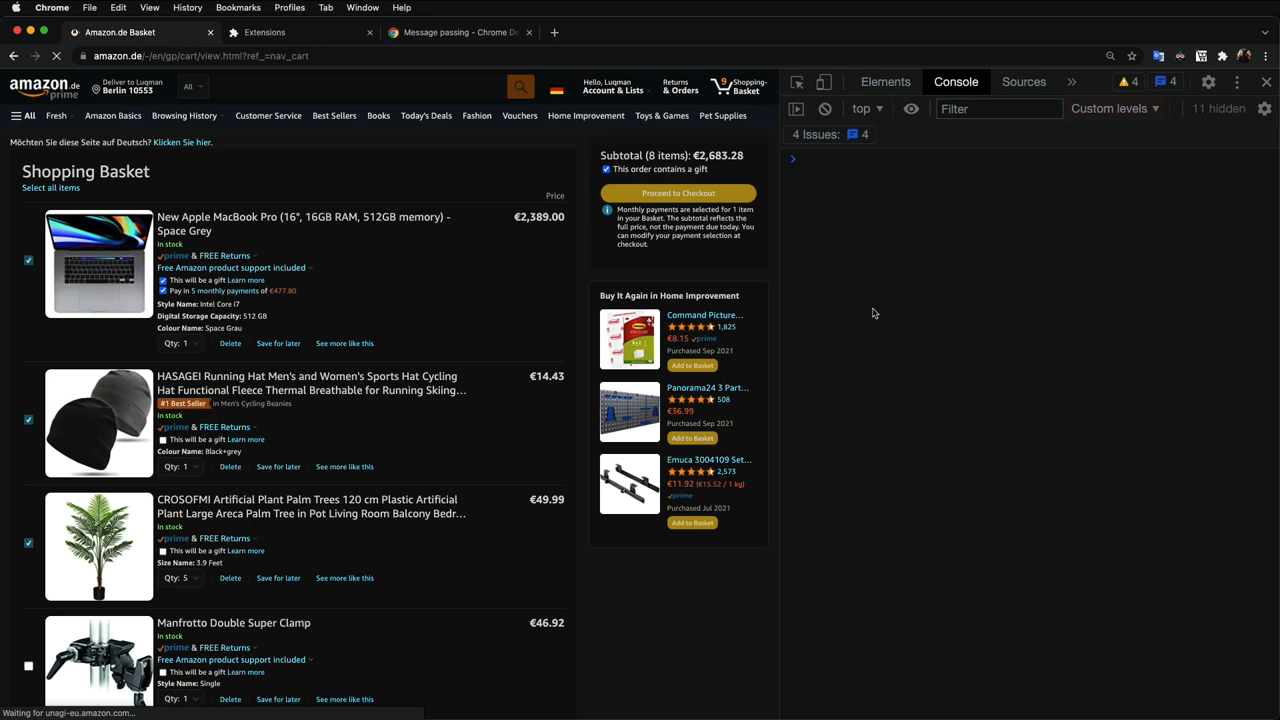 Chrome File Edit View History Bookmarks Profiles Tab Window Help
Amazon.de Basket
Extensions
Message passing - Chrome De
amazon.de/-/en/gp/cart/view.html?ref_=nav_cart
amazon.de
prime
Deliver to Luqman
Berlin 10553
All
Hello, Luqman
Account & Lists
Returns
& Orders
9
Shopping-
Basket
All Fresh Amazon Basics Browsing History Customer Service Best Sellers Books Today's Deals Fashion Vouchers Home Improvement Toys & Games Pet Supplies
Möchten Sie diese Seite auf Deutsch? Klicken Sie hier.
Shopping Basket
Select all items
Price
New Apple MacBook Pro (16", 16GB RAM, 512GB memory) -
Space Grey
€2,389.00
In stock
prime & FREE Returns
Free Amazon product support included
This will be a gift Learn more
Pay in 5 monthly payments of €477.80
Style Name: Intel Core i7
Digital Storage Capacity: 512 GB
Colour Name: Space Grau
Qty: 1 Delete Save for later See more like this
HASAGEI Running Hat Men's and Women's Sports Hat Cycling
Hat Functional Fleece Thermal Breathable for Running Skiing...
€14.43
#1 Best Seller in Men's Cycling Beanies
In stock
prime & FREE Returns
This will be a gift Learn more
Colour Name: Black+grey
Qty: 1 Delete Save for later See more like this
CROSOFMI Artificial Plant Palm Trees 120 cm Plastic Artificial
Plant Large Areca Palm Tree in Pot Living Room Balcony Bedr...
€49.99
In stock
prime & FREE Returns
This will be a gift Learn more
Size Name: 3.9 Feet
Qty: 5 Delete Save for later See more like this
Manfrotto Double Super Clamp
€46.92
In stock
prime & FREE Returns
Free Amazon product support included
This will be a gift Learn more
Style Name: Single
Qty: 1 Delete Save for later See more like this
Waiting for unagi-eu.amazon.com...
Subtotal (8 items): €2,683.28
This order contains a gift
Proceed to Checkout
Monthly payments are selected for 1 item
in your Basket. The subtotal reflects the
full price, not the payment due today. You
can modify your payment selection at
checkout.
Buy It Again in Home Improvement
Command Picture...
1,825
€8.15 prime
Purchased Sep 2021
Add to Basket
Panorama24 3 Part...
508
€36.99
Purchased Sep 2021
Add to Basket
Emuca 3004109 Set...
2,573
€11.92 (€15.52 / 1 kg)
prime
Purchased Jul 2021
Add to Basket
Elements Console Sources » 4 4
top Filter Custom levels 11 hidden
4 Issues: 4